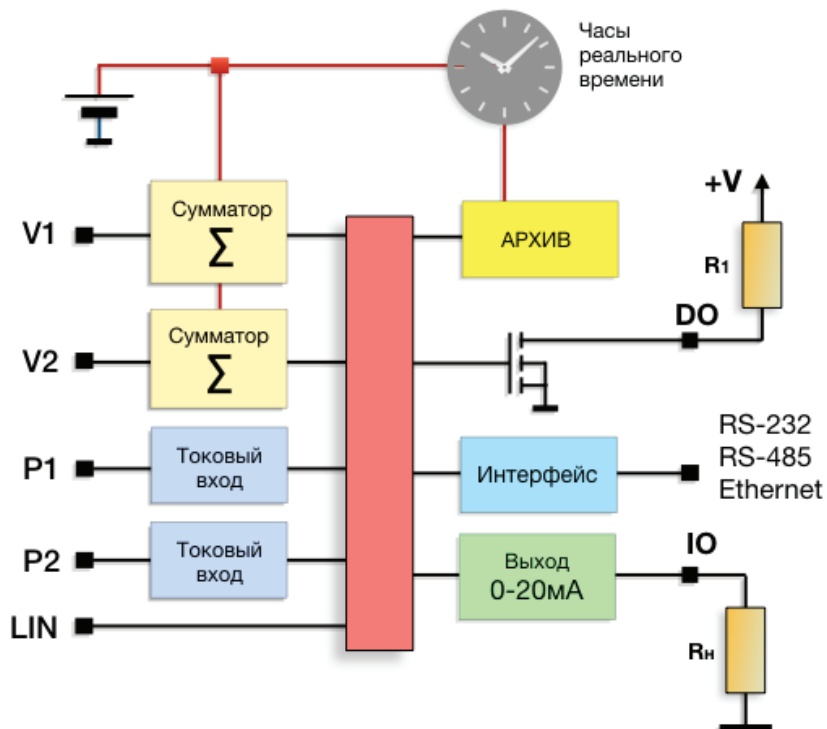 Часы
реального
времени
+V
Сумматор
Σ
V1
АРХИВ
R1
DO
Сумматор
Σ
V2
RS-232
RS-485
Ethernet
Токовый
вход
P1
Интерфейс
IO
Токовый
вход
P2
Выход
0-20мА
LIN
Rн